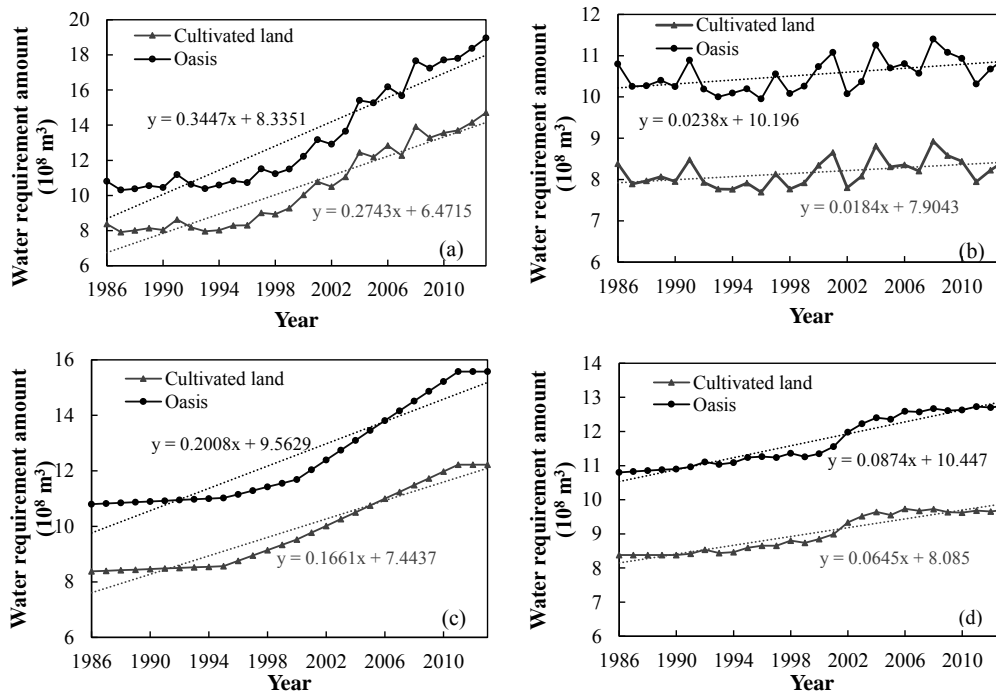 Water requirement amount
(10⁸ m³)
20
18
16
14
12
10
8
6
Cultivated land
Oasis
y = 0.3447x + 8.3351
y = 0.2743x + 6.4715
(a)
1986 1990 1994 1998 2002 2006 2010
Year
Water requirement amount
(10⁸ m³)
12
11
10
9
8
7
6
Cultivated land
Oasis
y = 0.0238x + 10.196
y = 0.0184x + 7.9043
(b)
1986 1990 1994 1998 2002 2006 2010
Year
Water requirement amount
(10⁸ m³)
16
14
12
10
8
6
Cultivated land
Oasis
y = 0.2008x + 9.5629
y = 0.1661x + 7.4437
(c)
1986 1990 1994 1998 2002 2006 2010
Year
Water requirement amount
(10⁸ m³)
14
13
12
11
10
9
8
7
6
Cultivated land
Oasis
y = 0.0874x + 10.447
y = 0.0645x + 8.085
(d)
1986 1990 1994 1998 2002 2006 2010
Year